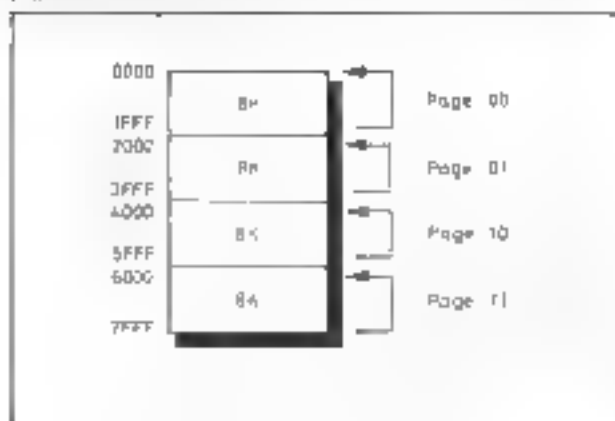 0000
8K
Page 00
1FFF
2000
8K
Page 01
3FFF
4000
8K
Page 10
5FFF
6000
8K
Page 11
7FFF